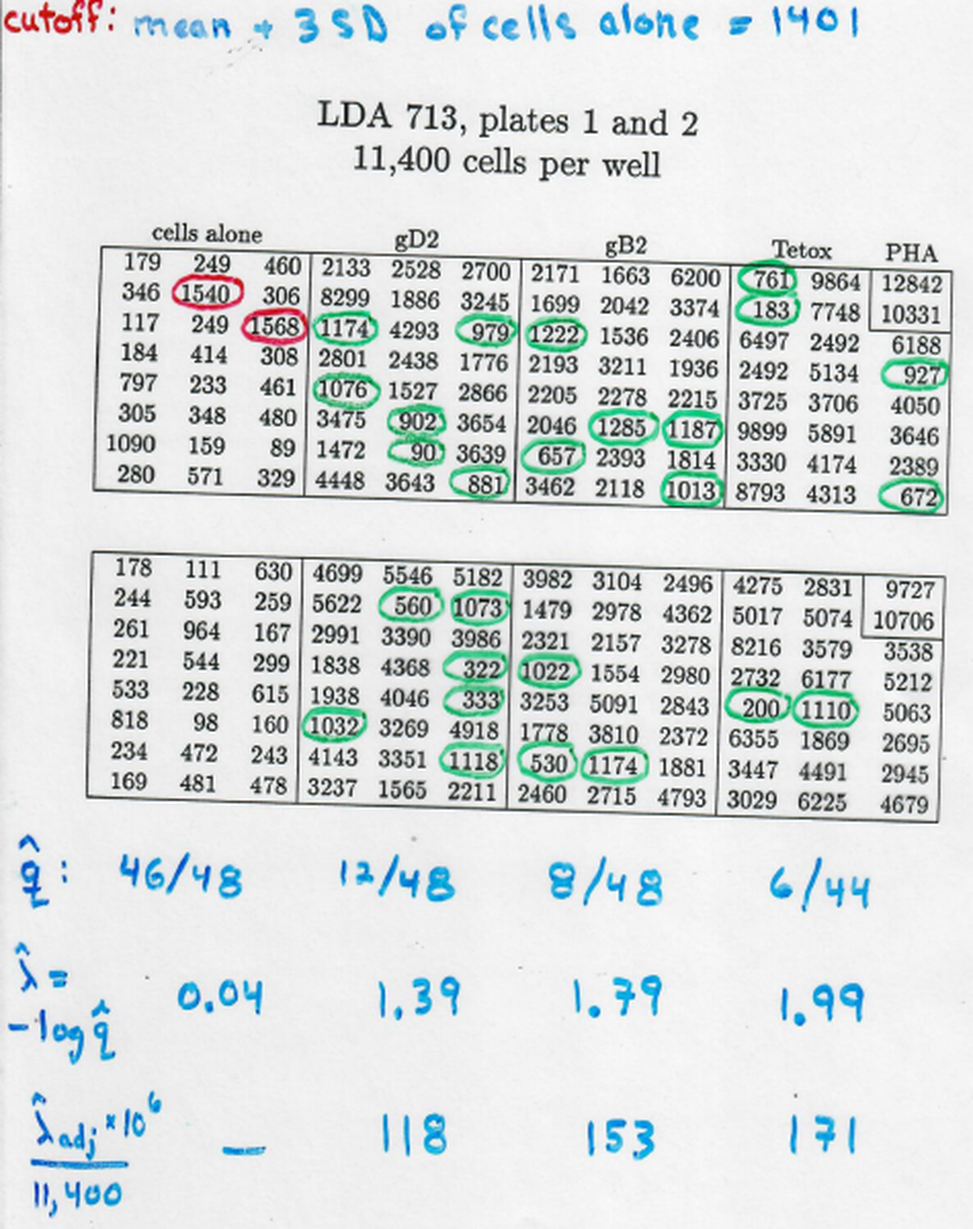 cutoff: mean + 3 SD of cells alone = 1401
LDA 713, plates 1 and 2
11,400 cells per well
cells alone gD2 gB2 Tetox PHA
179 249 460 2133 2528 2700 2171 1663 6200 761 9864 12842
346 1540 306 8299 1886 3245 1699 2042 3374 183 7748 10331
117 249 1568 1174 4293 979 1222 1536 2406 6497 2492 6188
184 414 308 2801 2438 1776 2193 3211 1936 2492 5134 927
797 233 461 1076 1527 2866 2205 2278 2215 3725 3706 4050
305 348 480 3475 902 3654 2046 1285 1187 9899 5891 3646
1090 159 89 1472 90 3639 657 2393 1814 3330 4174 2389
280 571 329 4448 3643 881 3462 2118 1013 8793 4313 672
178 111 630 4699 5546 5182 3982 3104 2496 4275 2831 9727
244 593 259 5622 560 1073 1479 2978 4362 5017 5074 10706
261 964 167 2991 3390 3986 2321 2157 3278 8216 3579 3538
221 544 299 1838 4368 322 1022 1554 2980 2732 6177 5212
533 228 615 1938 4046 333 3253 5091 2843 200 1110 5063
818 98 160 1032 3269 4918 1778 3810 2372 6355 1869 2695
234 472 243 4143 3351 1118 530 1174 1881 3447 4491 2945
169 481 478 3237 1565 2211 2460 2715 4793 3029 6225 4679
q̂: 46/48 12/48 8/48 6/44
λ̂ =
-log q̂ 0.04 1.39 1.79 1.99
λ̂adj × 10⁶ — 118 153 171
11,400